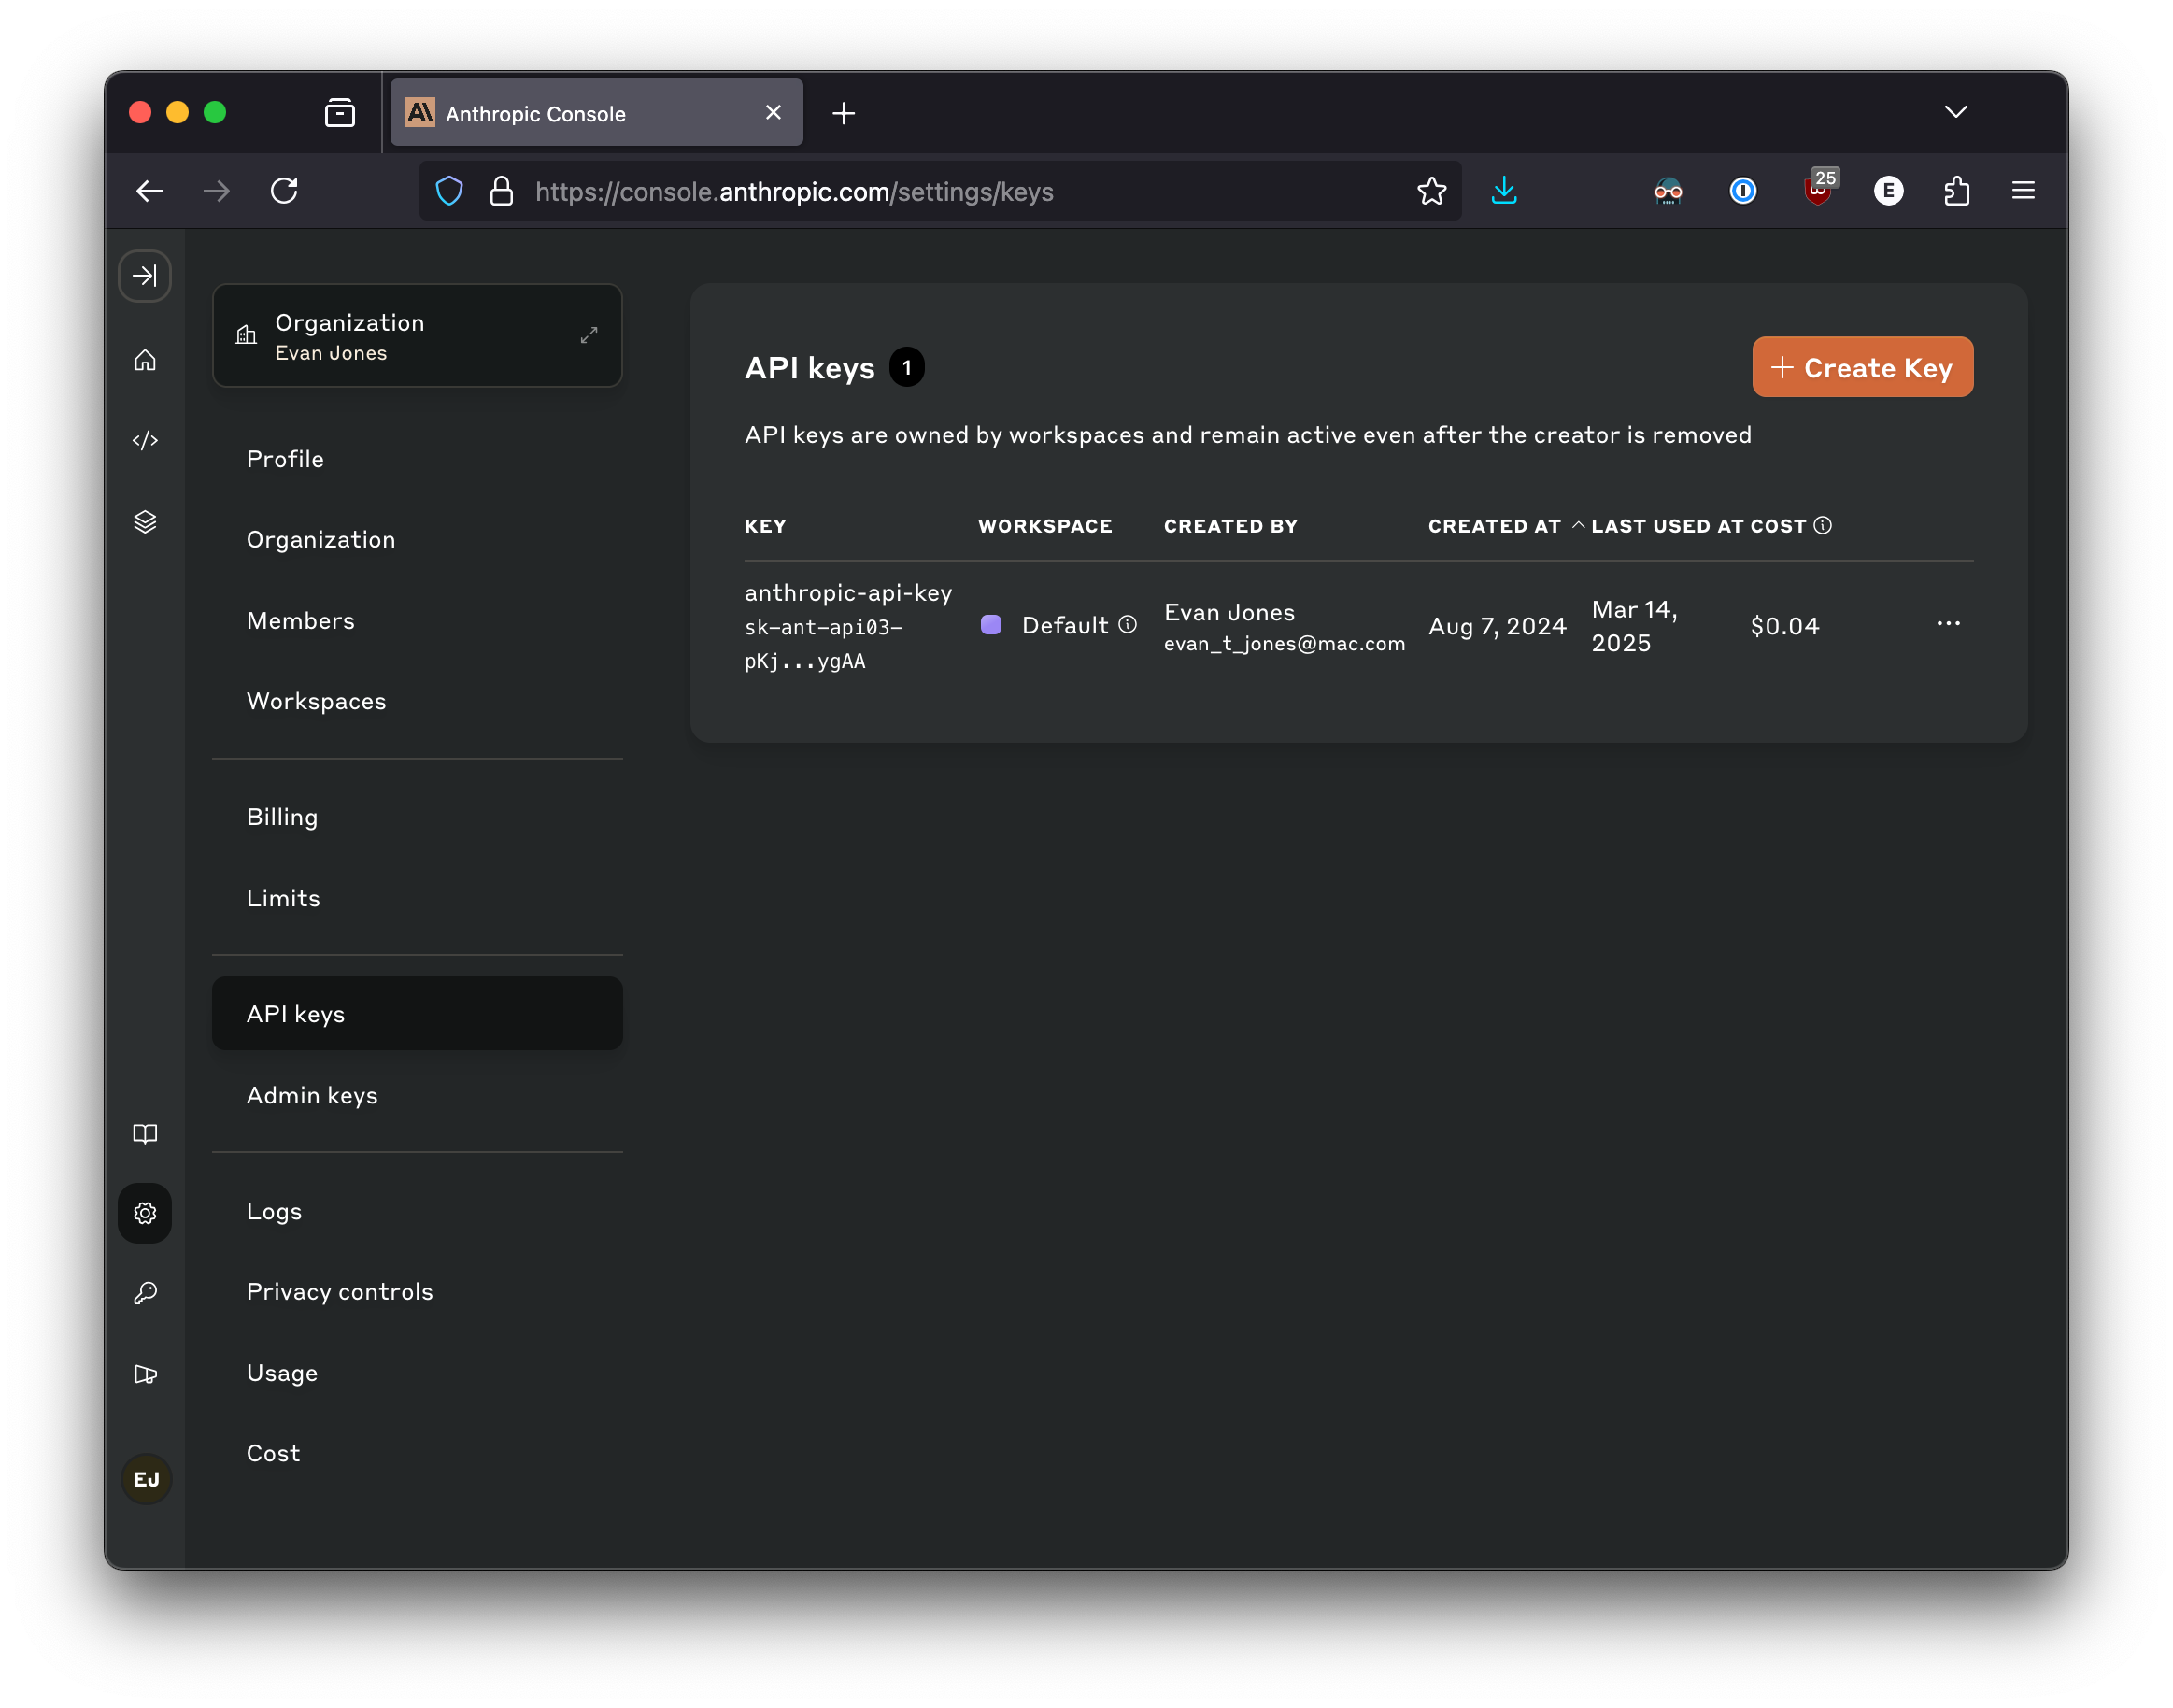 Anthropic Console
https://console.anthropic.com/settings/keys
25
E
Organization
Evan Jones
Profile
Organization
Members
Workspaces
Billing
Limits
API keys
Admin keys
Logs
Privacy controls
Usage
Cost
EJ
API keys 1
+ Create Key
API keys are owned by workspaces and remain active even after the creator is removed
KEY WORKSPACE CREATED BY CREATED AT LAST USED AT COST
anthropic-api-key
sk-ant-api03-
pKj...ygAA
Default
Evan Jones
evan_t_jones@mac.com
Aug 7, 2024
Mar 14,
2025
$0.04